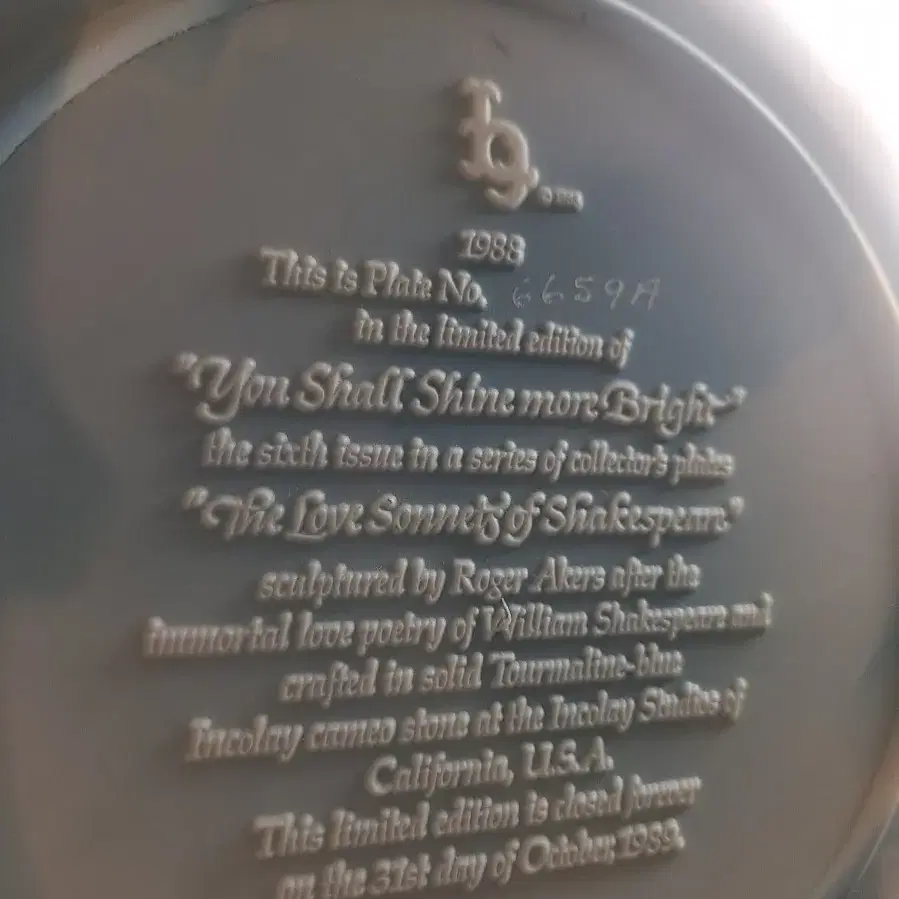 1988
This is Plate No. 6659A
in the limited edition of
"You Shall Shine more Bright"
the sixth issue in a series of collector's plates
"The Love Sonnets of Shakespeare"
sculptured by Roger Akers after the
immortal love poetry of William Shakespeare and
crafted in solid Tourmaline-blue
Incolay cameo stone at the Incolay Studios of
California, U.S.A.
This limited edition is closed forever
on the 31st day of October, 1989.